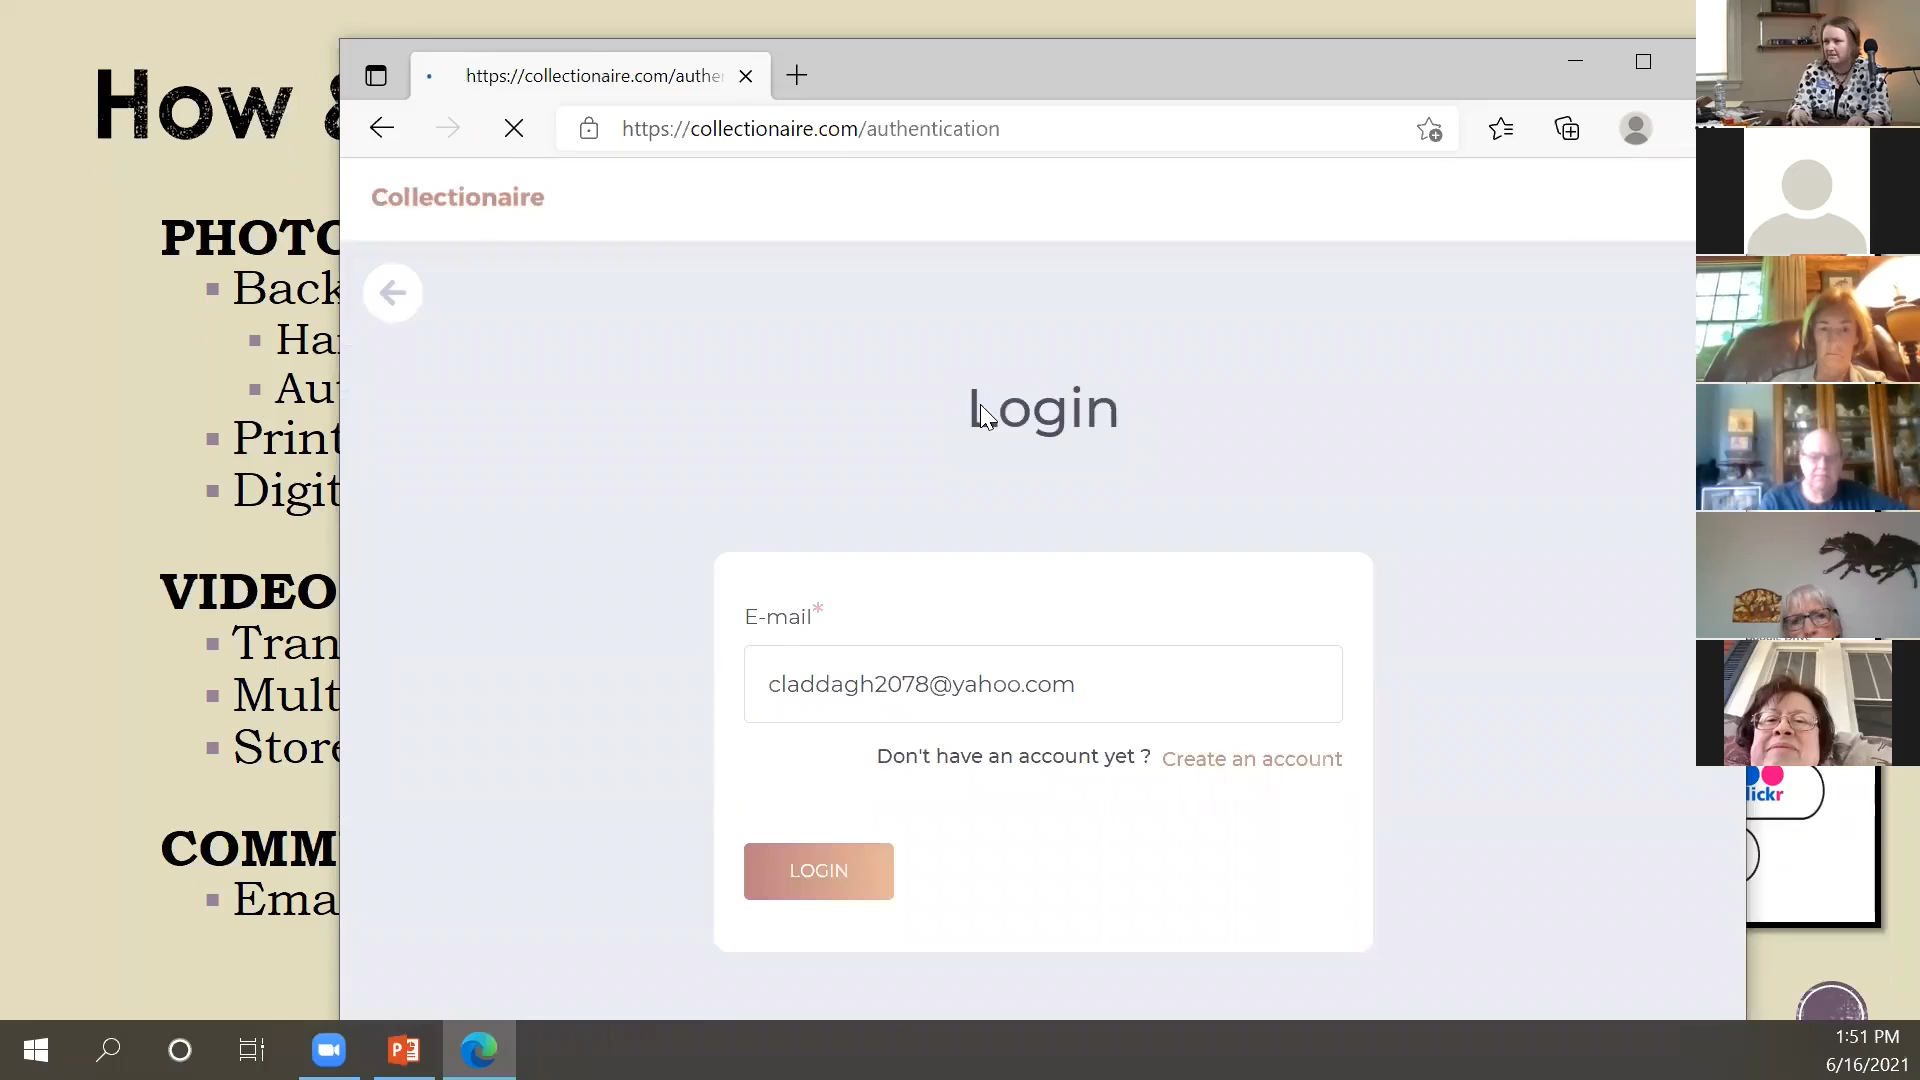 How &
PHOTO
Back
Ha
Au
Print
Digit
VIDEO
Tran
Mult
Store
COMM
Ema
https://collectionaire.com/authe
https://collectionaire.com/authentication
Collectionaire
Login
E-mail*
claddagh2078@yahoo.com
Don't have an account yet ? Create an account
LOGIN
lickr
1:51 PM
6/16/2021